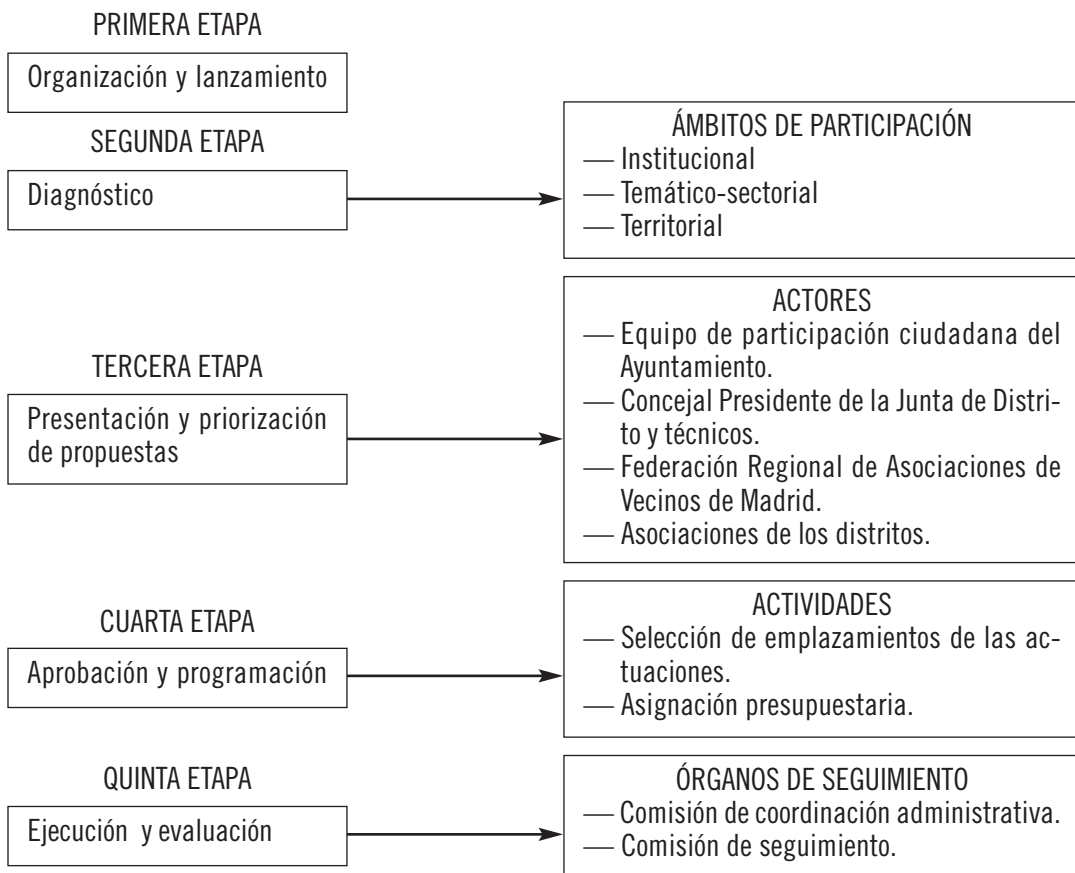 PRIMERA ETAPA
Organización y lanzamiento
SEGUNDA ETAPA
Diagnóstico
ÁMBITOS DE PARTICIPACIÓN
— Institucional
— Temático-sectorial
— Territorial
TERCERA ETAPA
Presentación y priorización
de propuestas
ACTORES
— Equipo de participación ciudadana del
Ayuntamiento.
— Concejal Presidente de la Junta de Distri-
to y técnicos.
— Federación Regional de Asociaciones de
Vecinos de Madrid.
— Asociaciones de los distritos.
CUARTA ETAPA
Aprobación y programación
ACTIVIDADES
— Selección de emplazamientos de las ac-
tuaciones.
— Asignación presupuestaria.
QUINTA ETAPA
Ejecución y evaluación
ÓRGANOS DE SEGUIMIENTO
— Comisión de coordinación administrativa.
— Comisión de seguimiento.